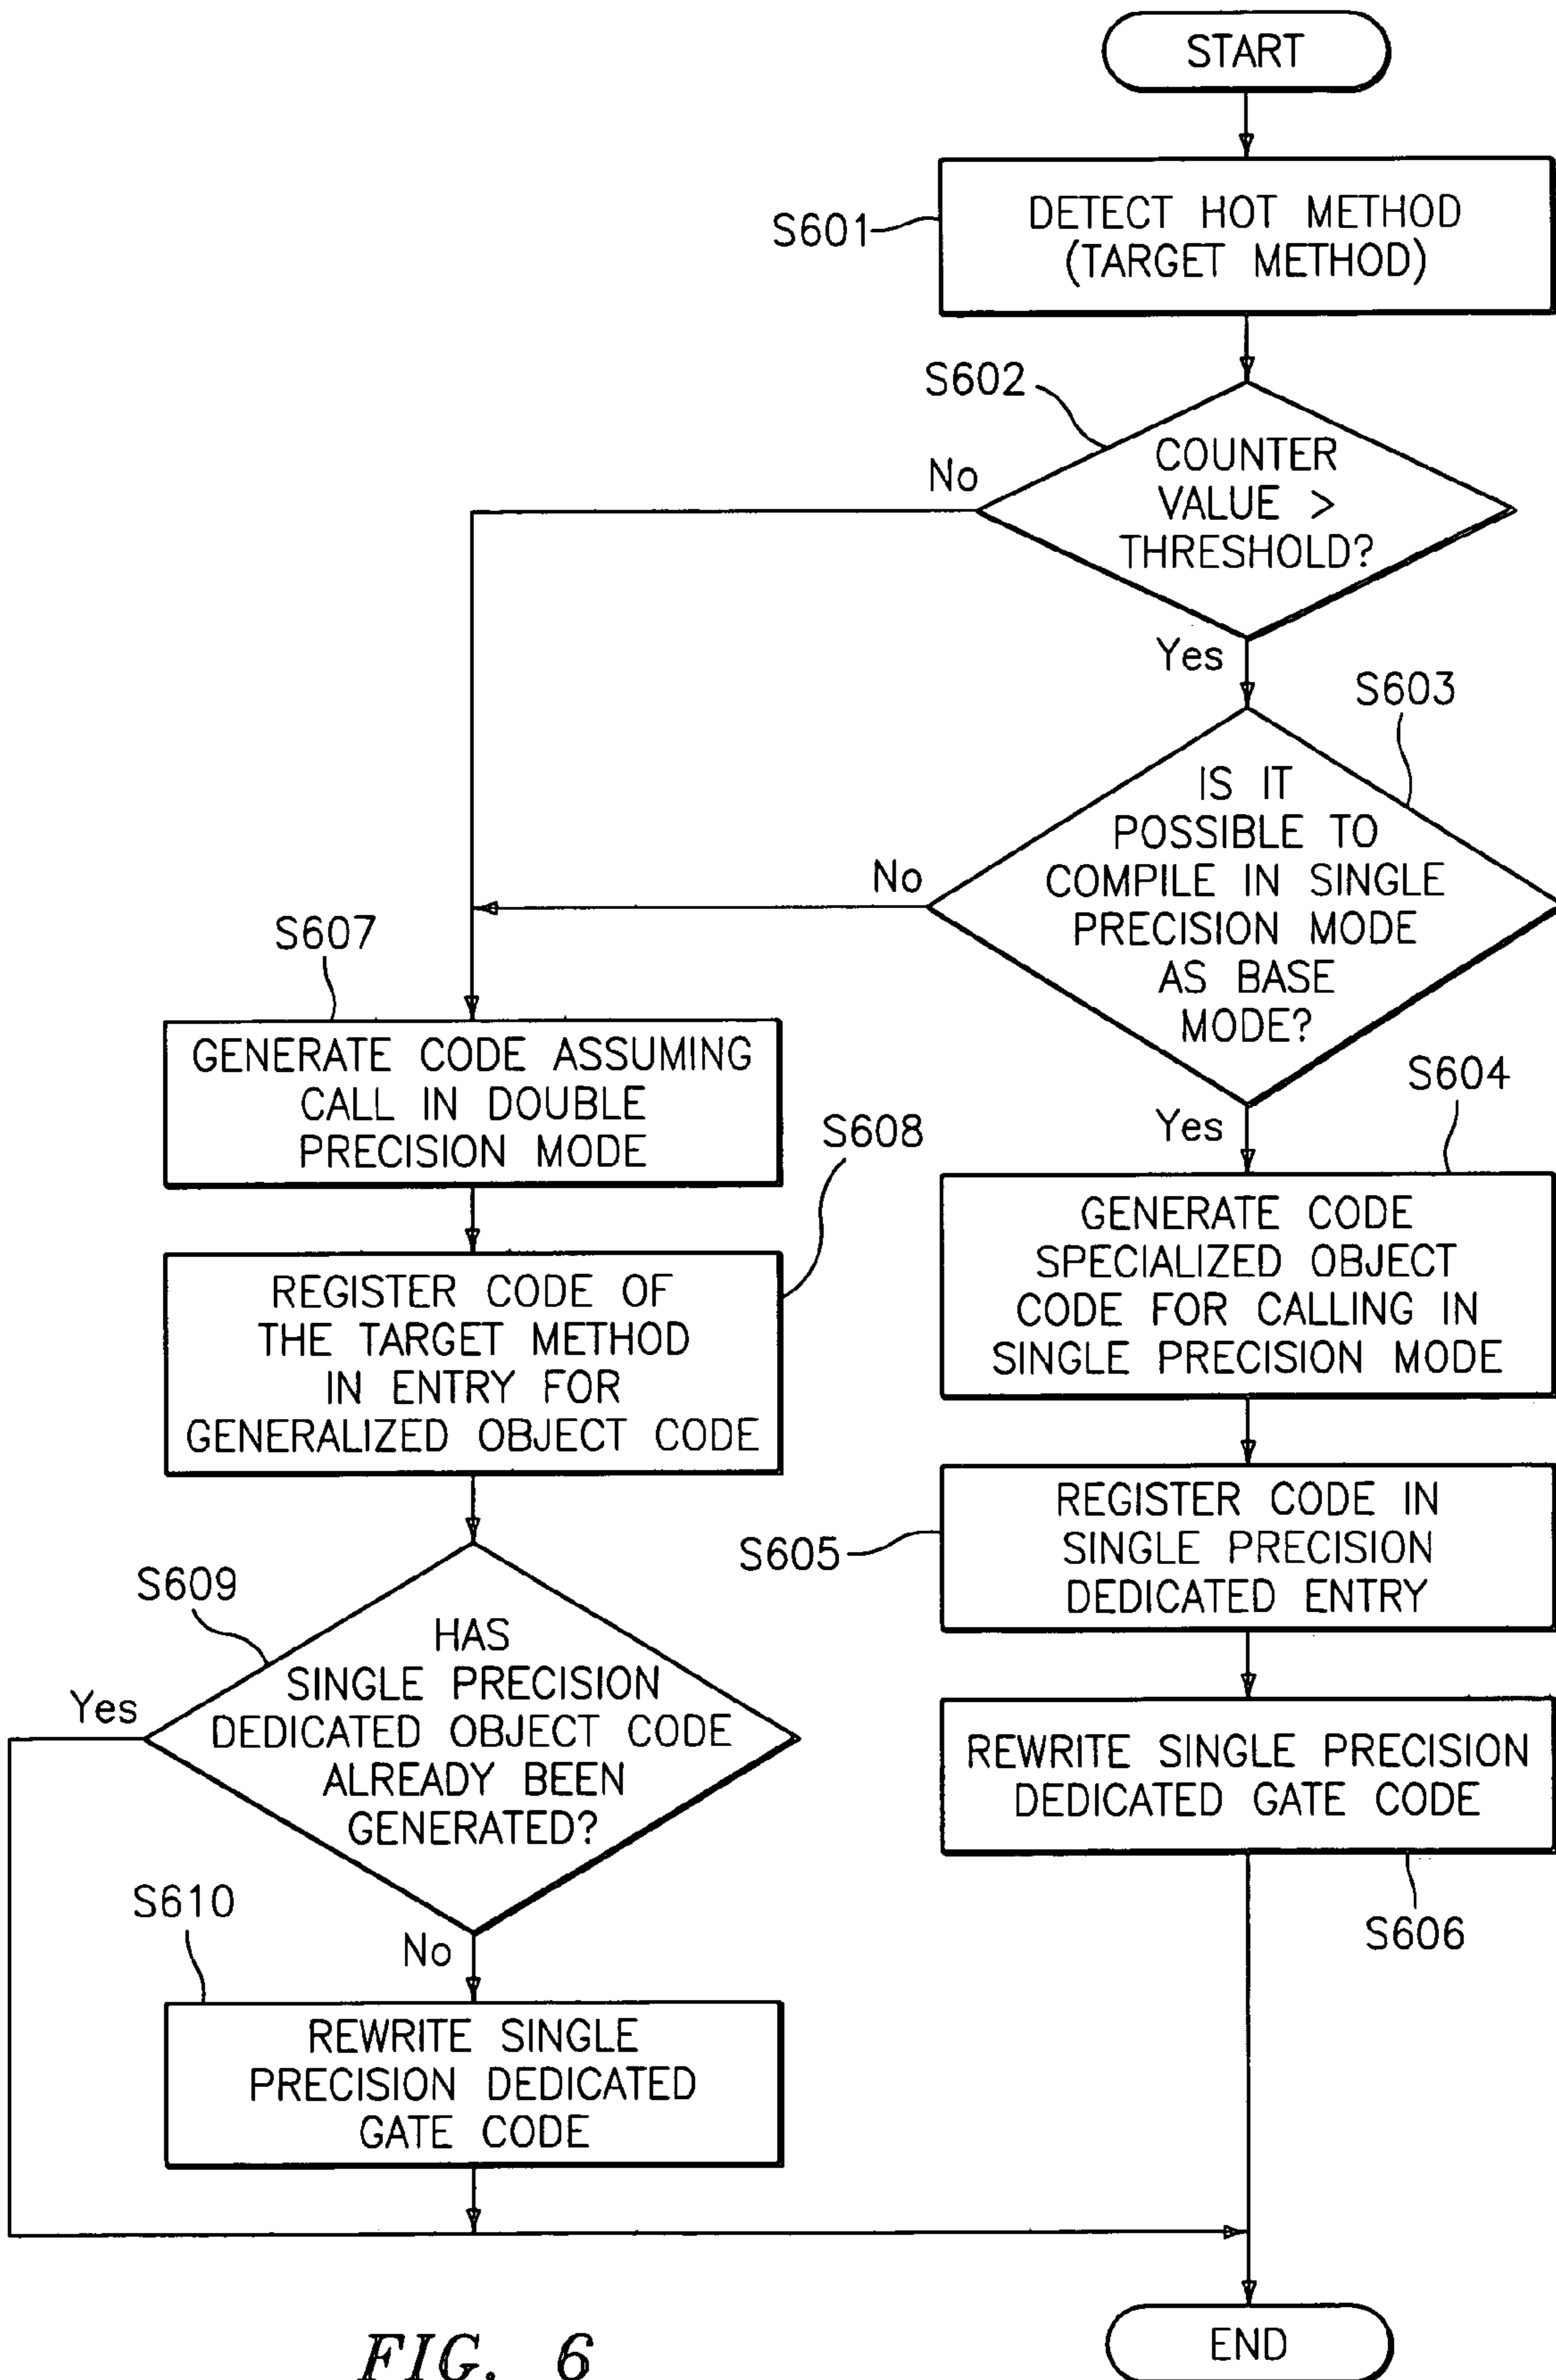 START
S601
DETECT HOT METHOD
(TARGET METHOD)
S602
COUNTER
VALUE >
THRESHOLD?
No
Yes
S603
IS IT
POSSIBLE TO
COMPILE IN SINGLE
PRECISION MODE
AS BASE
MODE?
No
Yes
S604
GENERATE CODE
SPECIALIZED OBJECT
CODE FOR CALLING IN
SINGLE PRECISION MODE
S605
REGISTER CODE IN
SINGLE PRECISION
DEDICATED ENTRY
REWRITE SINGLE PRECISION
DEDICATED GATE CODE
S606
S607
GENERATE CODE ASSUMING
CALL IN DOUBLE
PRECISION MODE
S608
REGISTER CODE OF
THE TARGET METHOD
IN ENTRY FOR
GENERALIZED OBJECT CODE
S609
HAS
SINGLE PRECISION
DEDICATED OBJECT CODE
ALREADY BEEN
GENERATED?
Yes
No
S610
REWRITE SINGLE
PRECISION DEDICATED
GATE CODE
END
FIG. 6